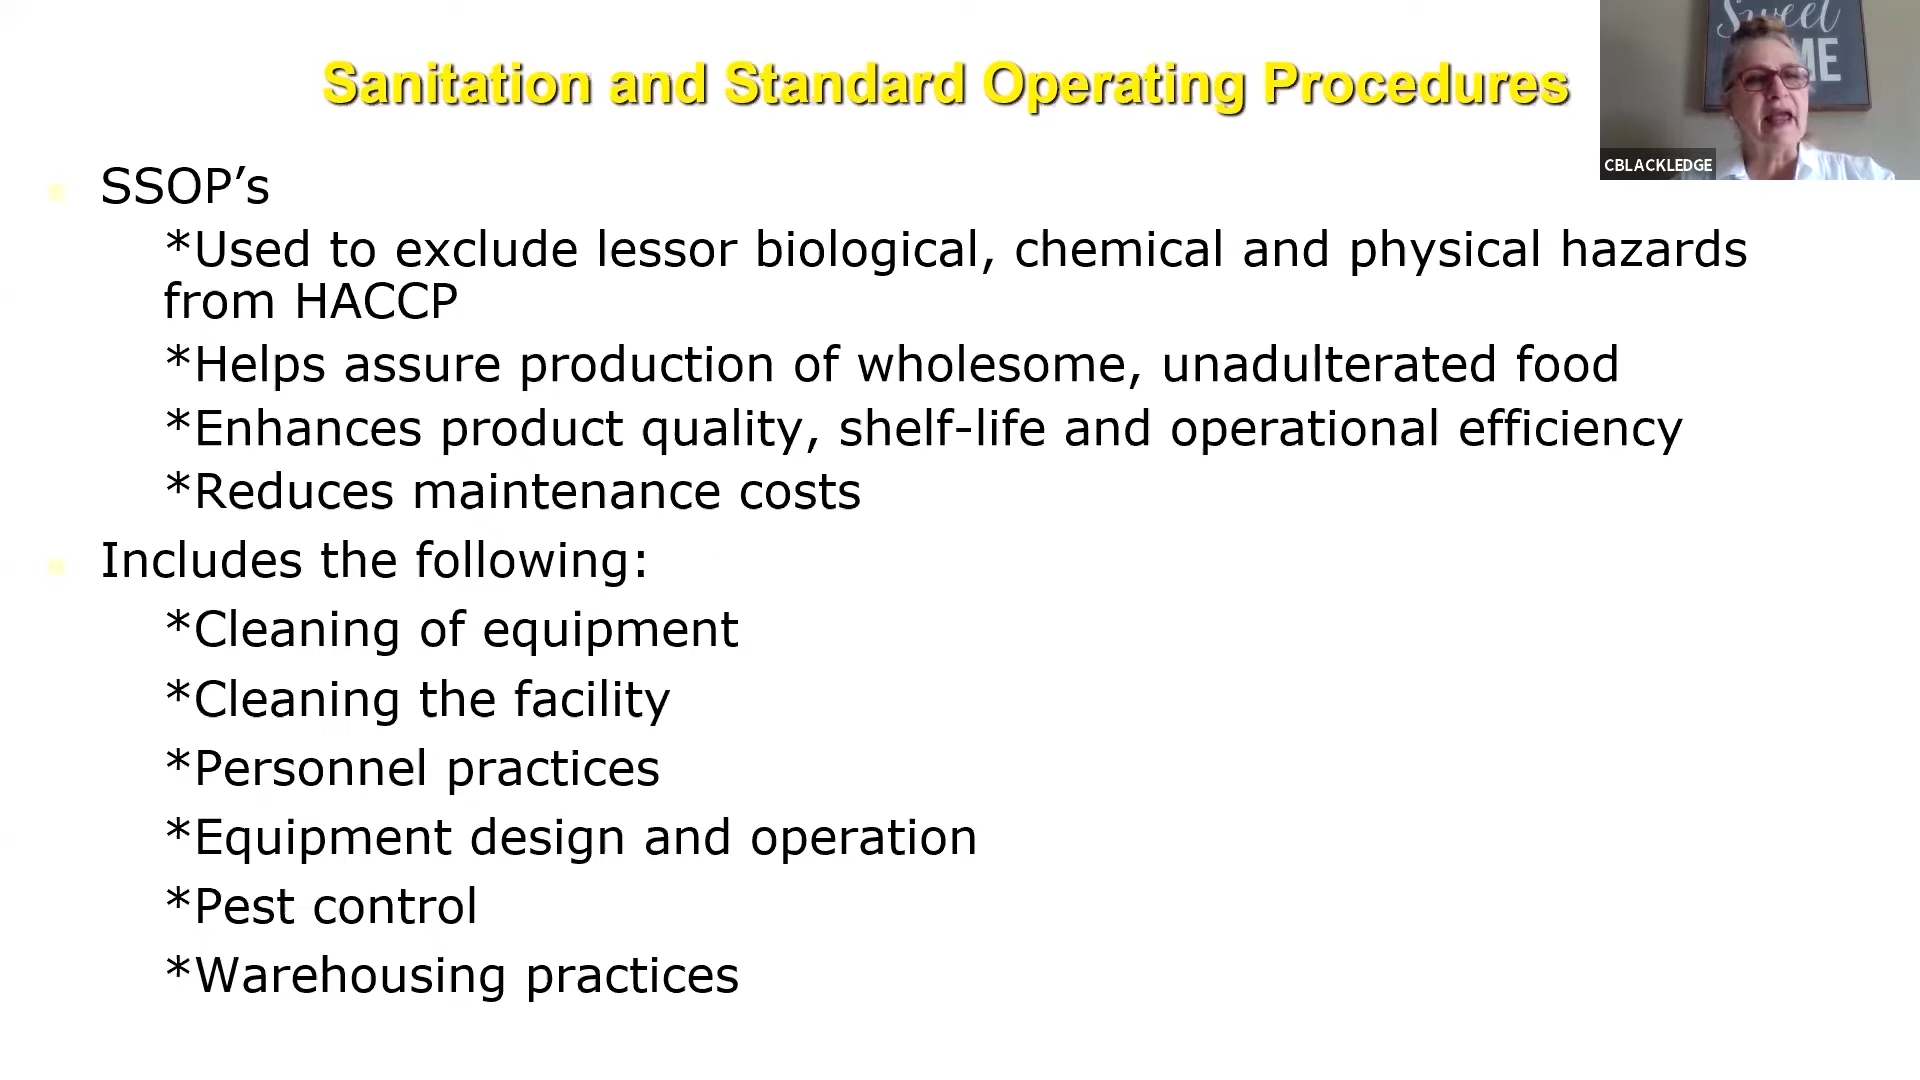 Sanitation and Standard Operating Procedures
Sweet
ME
CBLACKLEDGE
SSOP’s
*Used to exclude lessor biological, chemical and physical hazards
from HACCP
*Helps assure production of wholesome, unadulterated food
*Enhances product quality, shelf-life and operational efficiency
*Reduces maintenance costs
Includes the following:
*Cleaning of equipment
*Cleaning the facility
*Personnel practices
*Equipment design and operation
*Pest control
*Warehousing practices